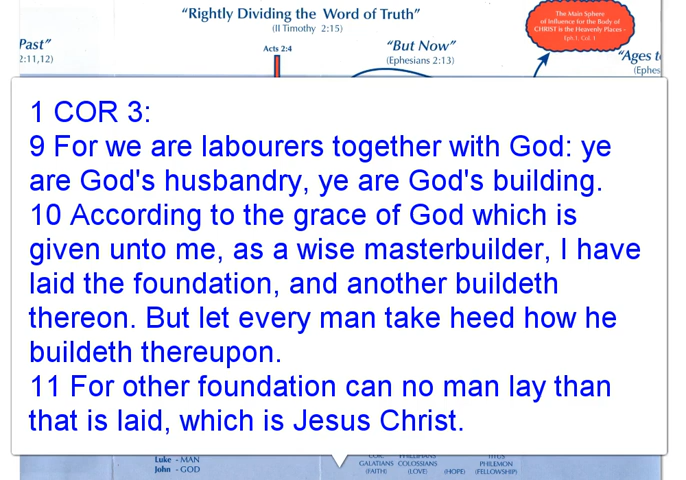 "Rightly Dividing the Word of Truth"
(II Timothy 2:15)
The Main Sphere
of Influence for the Body of
CHRIST is the Heavenly Places -
Eph.1, Col. 1
Past"
2:11,12)
Acts 2:4
"But Now"
(Ephesians 2:13)
"Ages t
(Ephes
1 COR 3:
9 For we are labourers together with God: ye
are God's husbandry, ye are God's building.
10 According to the grace of God which is
given unto me, as a wise masterbuilder, I have
laid the foundation, and another buildeth
thereon. But let every man take heed how he
buildeth thereupon.
11 For other foundation can no man lay than
that is laid, which is Jesus Christ.
Luke - MAN
John - GOD
GALATIANS COLOSSIANS PHILEMON
(FAITH) (LOVE) (HOPE) (FELLOWSHIP)